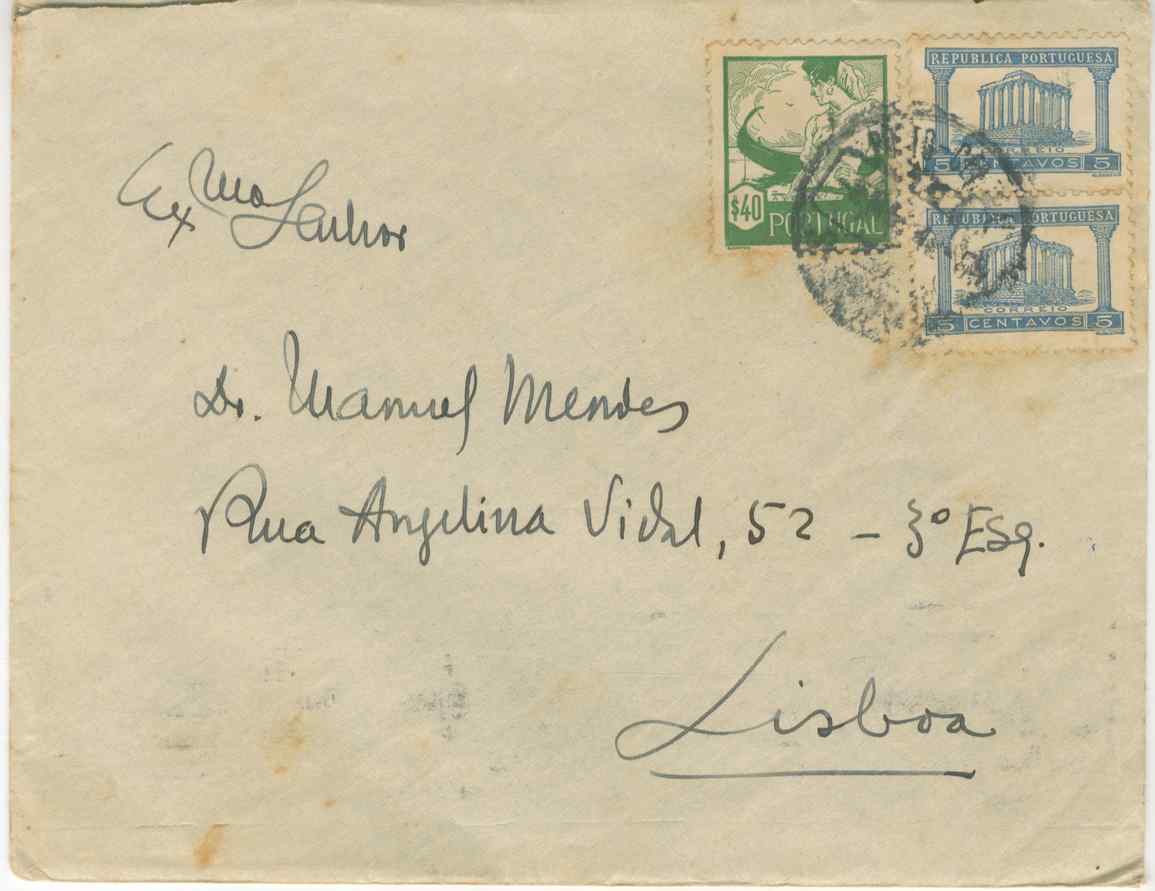 REPUBLICA PORTUGUESA
CORREIO
5 CENTAVOS 5
$40
AVEIRO
PORTUGAL
REPUBLICA PORTUGUESA
CORREIO
5 CENTAVOS 5
Ex.mo Senhor
Dr. Manuel Mendes
Rua Angelina Vidal, 52 - 3º Esq.
Lisboa